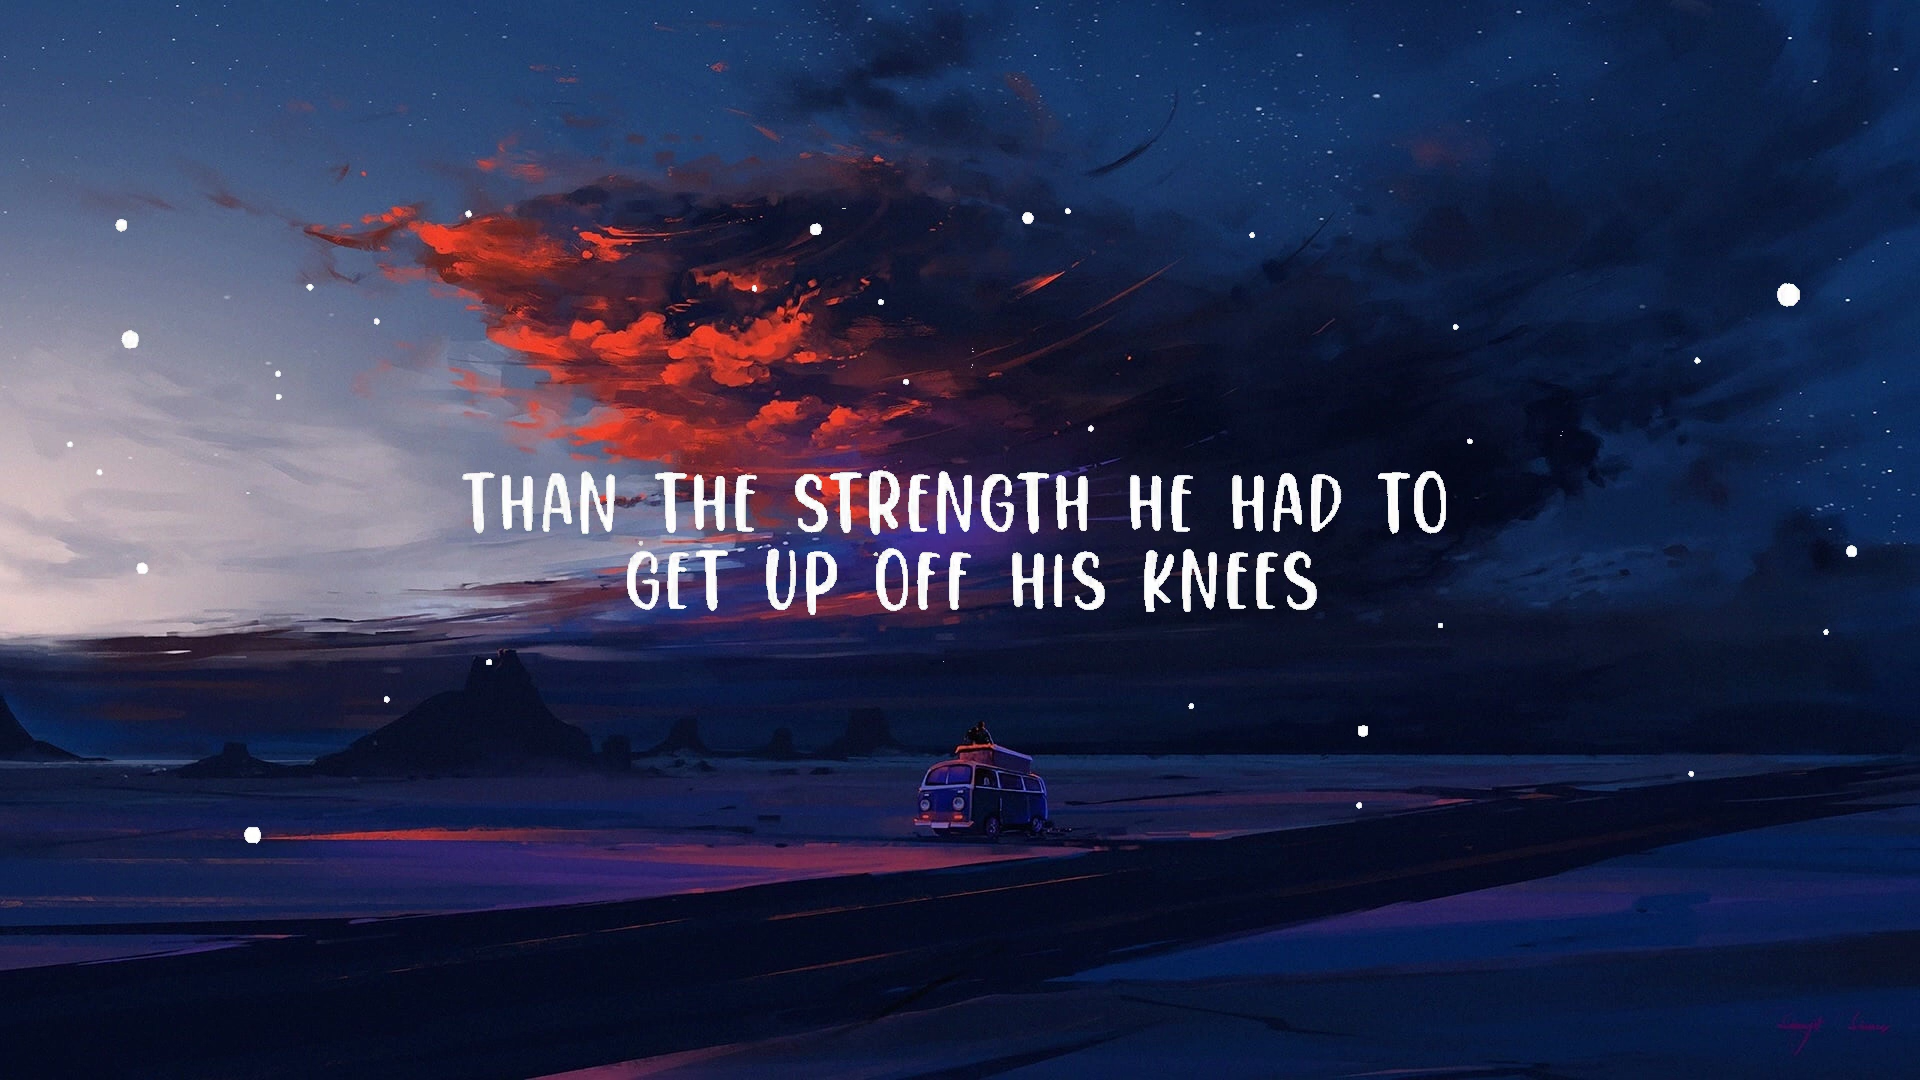 THAN THE STRENGTH HE HAD TO
GET UP OFF HIS KNEES